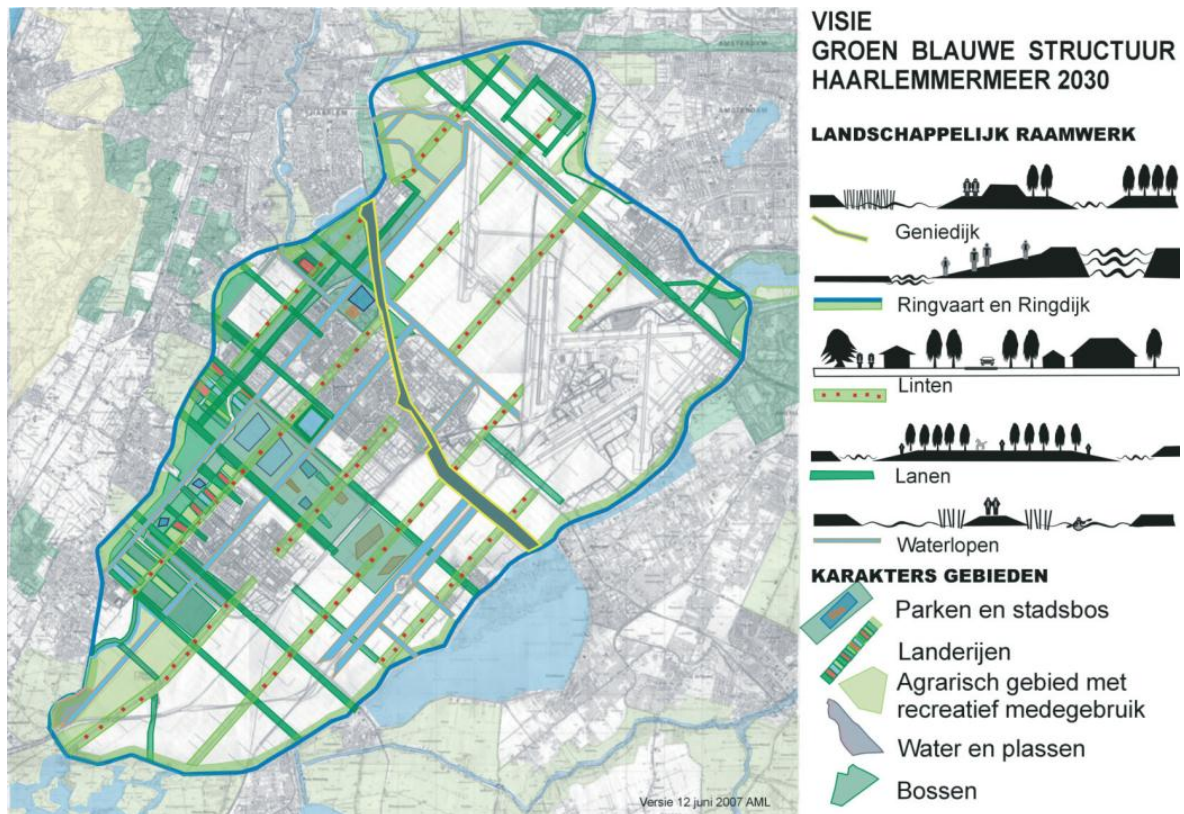 VISIE
GROEN BLAUWE STRUCTUUR
HAARLEMMERMEER 2030
LANDSCHAPPELIJK RAAMWERK
Geniedijk
Ringvaart en Ringdijk
Linten
Lanen
Waterlopen
KARAKTERS GEBIEDEN
Parken en stadsbos
Landerijen
Agrarisch gebied met
recreatief medegebruik
Water en plassen
Bossen
Versie 12 juni 2007 AML